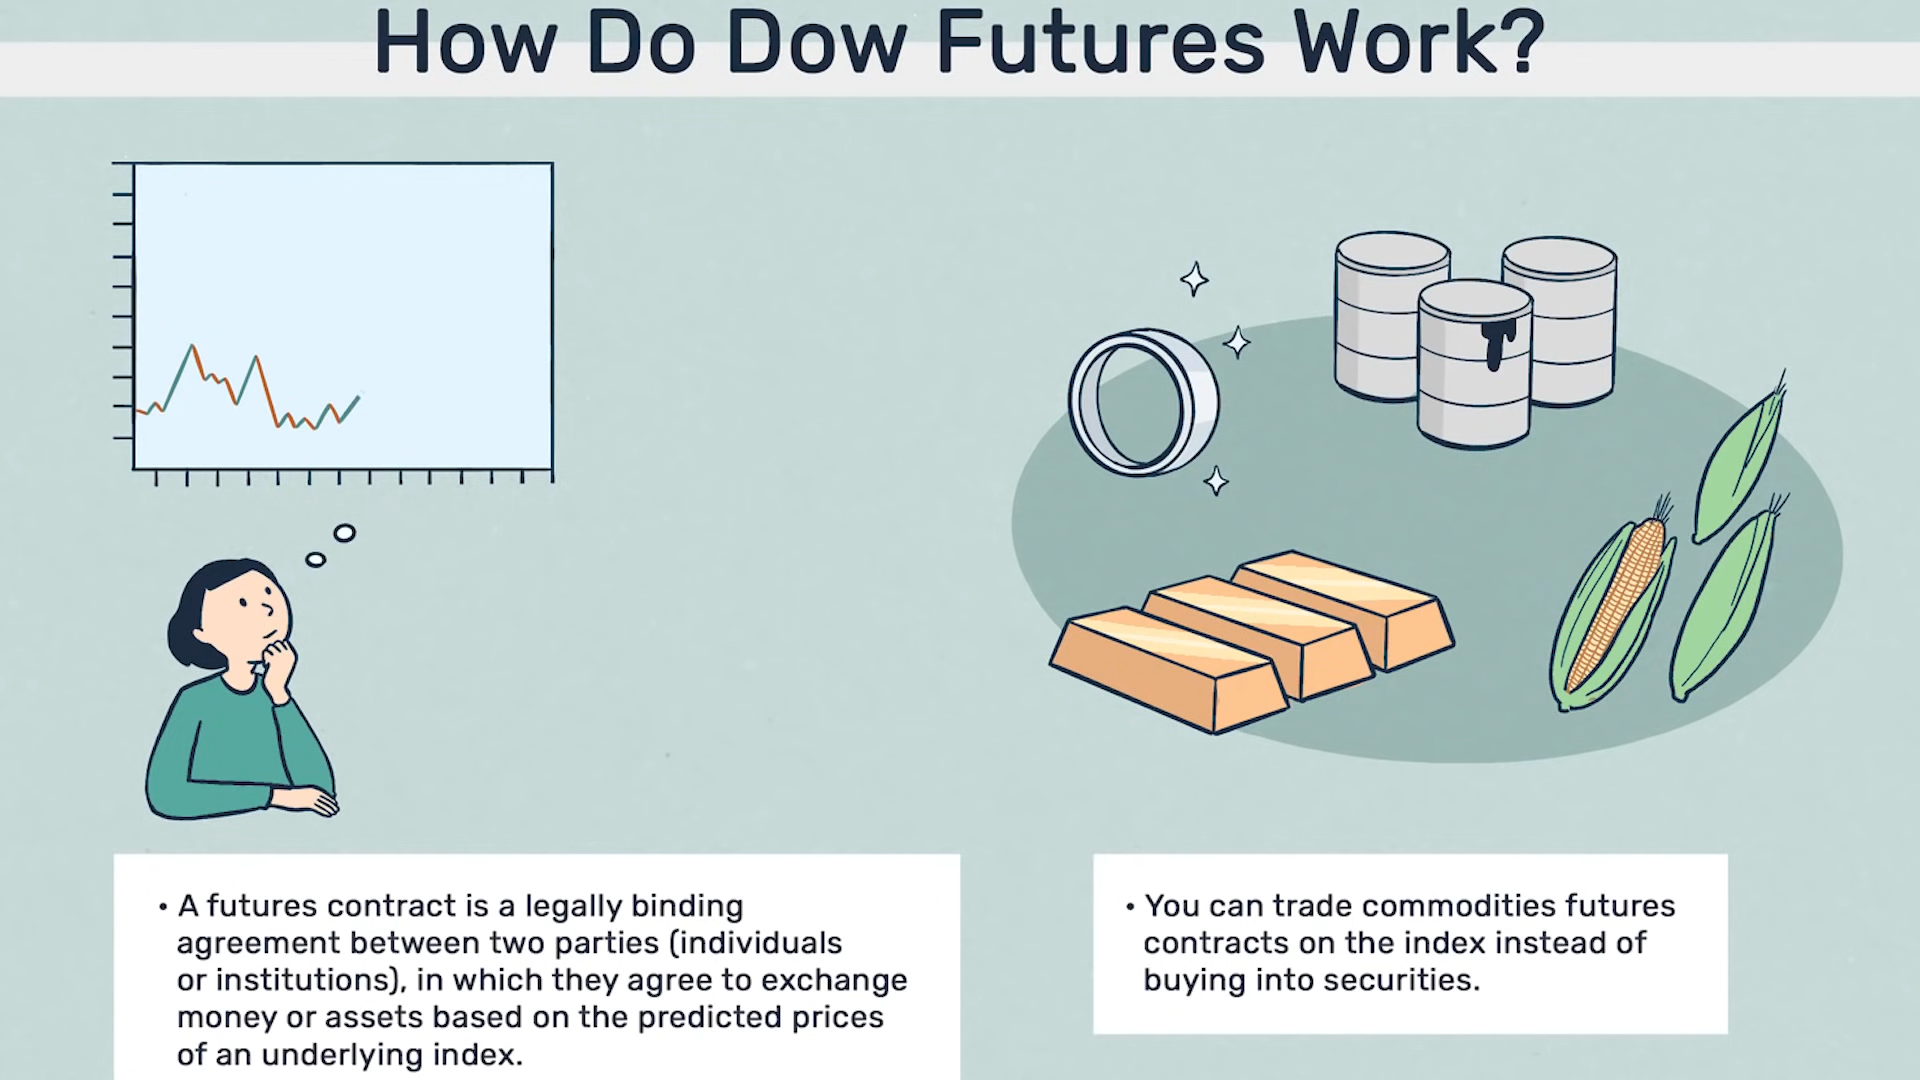 How Do Dow Futures Work?
• A futures contract is a legally binding
agreement between two parties (individuals
or institutions), in which they agree to exchange
money or assets based on the predicted prices
of an underlying index.
• You can trade commodities futures
contracts on the index instead of
buying into securities.